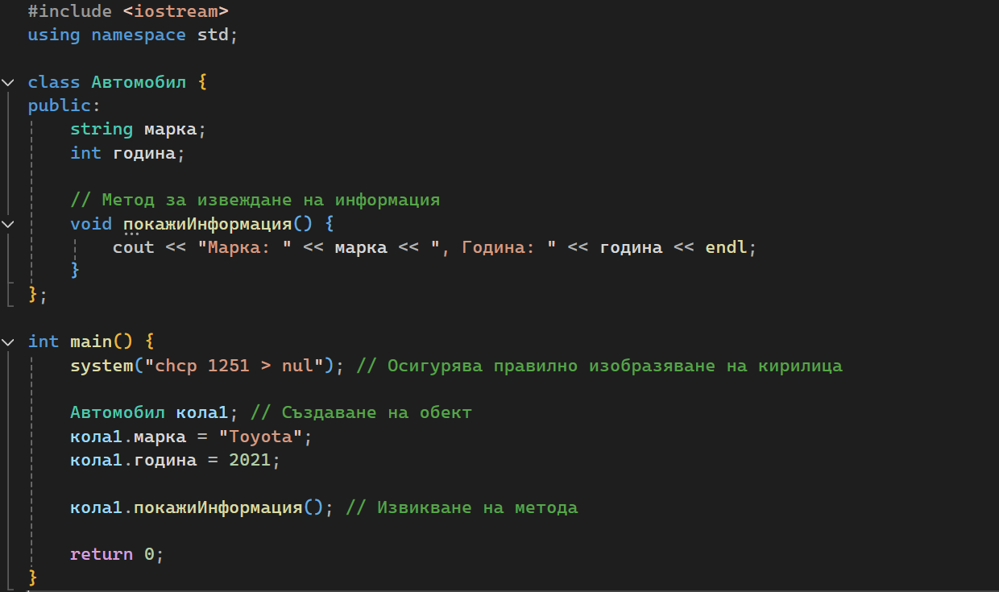 #include <iostream>
using namespace std;
class Автомобил {
public:
string марка;
int година;
// Метод за извеждане на информация
void покажиИнформация() {
cout << "Марка: " << марка << ", Година: " << година << endl;
}
};
int main() {
system("chcp 1251 > nul"); // Осигурява правилно изобразяване на кирилица
Автомобил кола1; // Създаване на обект
кола1.марка = "Toyota";
кола1.година = 2021;
кола1.покажиИнформация(); // Извикване на метода
return 0;
}